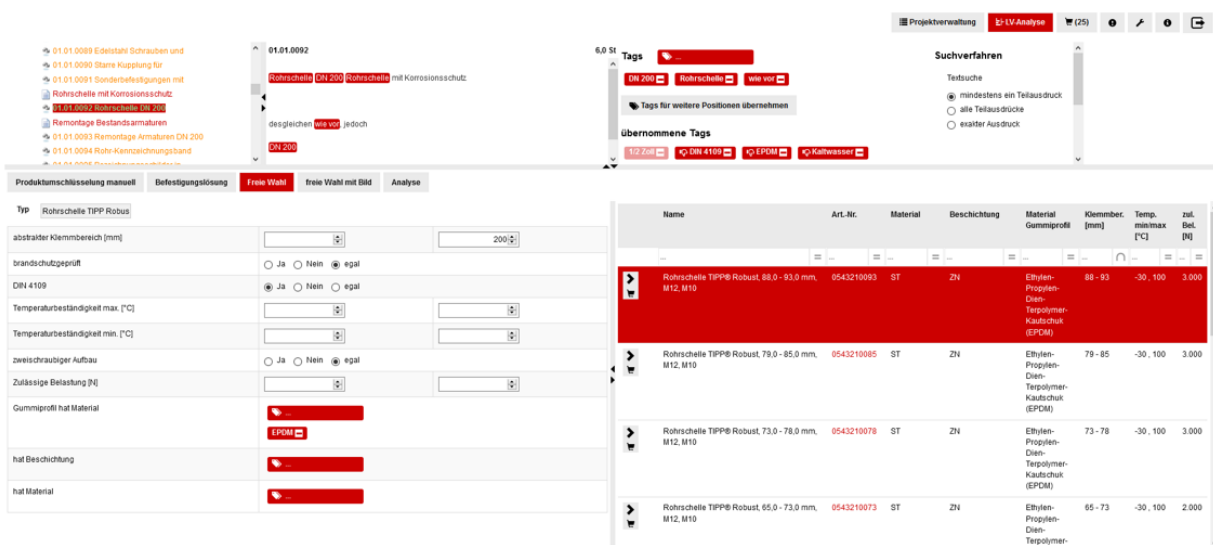 Projektverwaltung LV-Analyse (25)
01.01.0089 Edelstahl Schrauben und
01.01.0090 Starre Kupplung für
01.01.0091 Sonderbefestigungen mit
Rohrschelle mit Korrosionsschutz
01.01.0092 Rohrschelle DN 200
Remontage Bestandsarmaturen
01.01.0093 Remontage Armaturen DN 200
01.01.0094 Rohr-Kennzeichnungsband
01.01.0092 6,0 St
Rohrschelle DN 200 Rohrschelle mit Korrosionsschutz
desgleichen wie vor, jedoch
DN 200
Tags ...
DN 200 Rohrschelle wie vor
Tags für weitere Positionen übernehmen
übernommene Tags
1/2 Zoll DIN 4109 EPDM Kaltwasser
Suchverfahren
Textsuche
mindestens ein Teilausdruck
alle Teilausdrücke
exakter Ausdruck
Produktumschlüsselung manuell Befestigungslösung Freie Wahl freie Wahl mit Bild Analyse
Typ Rohrschelle TIPP Robus
abstrakter Klemmbereich [mm] 200
brandschutzgeprüft Ja Nein egal
DIN 4109 Ja Nein egal
Temperaturbeständigkeit max. [°C]
Temperaturbeständigkeit min. [°C]
zweischraubiger Aufbau Ja Nein egal
Zulässige Belastung [N]
Gummiprofil hat Material ...
EPDM
hat Beschichtung ...
hat Material ...
Name Art.-Nr. Material Beschichtung Material Klemmber. Temp. zul.
Gummiprofil [mm] min/max Bel.
[°C] [N]
... = ... = ... = ... = ... = ... ∩ ... = ... =
Rohrschelle TIPP® Robust, 88,0 - 93,0 mm, 0543210093 ST ZN Ethylen- 88 - 93 -30 , 100 3.000
M12, M10 Propylen-
Dien-
Terpolymer-
Kautschuk
(EPDM)
Rohrschelle TIPP® Robust, 79,0 - 85,0 mm, 0543210085 ST ZN Ethylen- 79 - 85 -30 , 100 3.000
M12, M10 Propylen-
Dien-
Terpolymer-
Kautschuk
(EPDM)
Rohrschelle TIPP® Robust, 73,0 - 78,0 mm, 0543210078 ST ZN Ethylen- 73 - 78 -30 , 100 3.000
M12, M10 Propylen-
Dien-
Terpolymer-
Kautschuk
(EPDM)
Rohrschelle TIPP® Robust, 65,0 - 73,0 mm, 0543210073 ST ZN Ethylen- 65 - 73 -30 , 100 2.000
M12, M10 Propylen-
Dien-
Terpolymer-